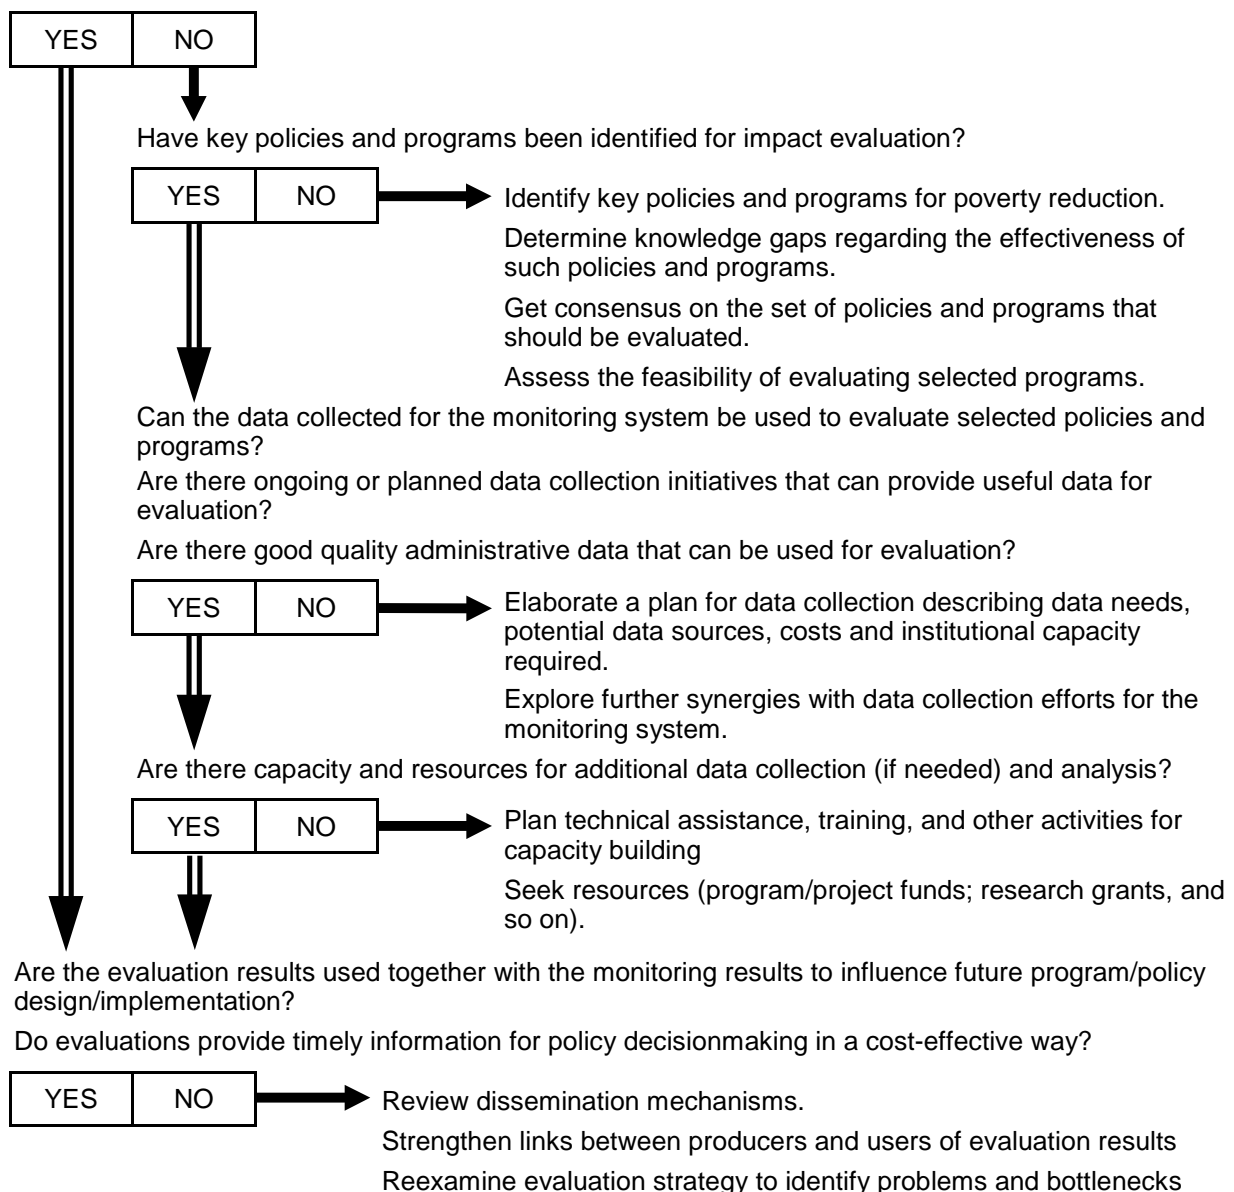 YES NO
Have key policies and programs been identified for impact evaluation?
YES NO
Identify key policies and programs for poverty reduction.
Determine knowledge gaps regarding the effectiveness of
such policies and programs.
Get consensus on the set of policies and programs that
should be evaluated.
Assess the feasibility of evaluating selected programs.
Can the data collected for the monitoring system be used to evaluate selected policies and
programs?
Are there ongoing or planned data collection initiatives that can provide useful data for
evaluation?
Are there good quality administrative data that can be used for evaluation?
YES NO
Elaborate a plan for data collection describing data needs,
potential data sources, costs and institutional capacity
required.
Explore further synergies with data collection efforts for the
monitoring system.
Are there capacity and resources for additional data collection (if needed) and analysis?
YES NO
Plan technical assistance, training, and other activities for
capacity building
Seek resources (program/project funds; research grants, and
so on).
Are the evaluation results used together with the monitoring results to influence future program/policy
design/implementation?
Do evaluations provide timely information for policy decisionmaking in a cost-effective way?
YES NO
Review dissemination mechanisms.
Strengthen links between producers and users of evaluation results
Reexamine evaluation strategy to identify problems and bottlenecks